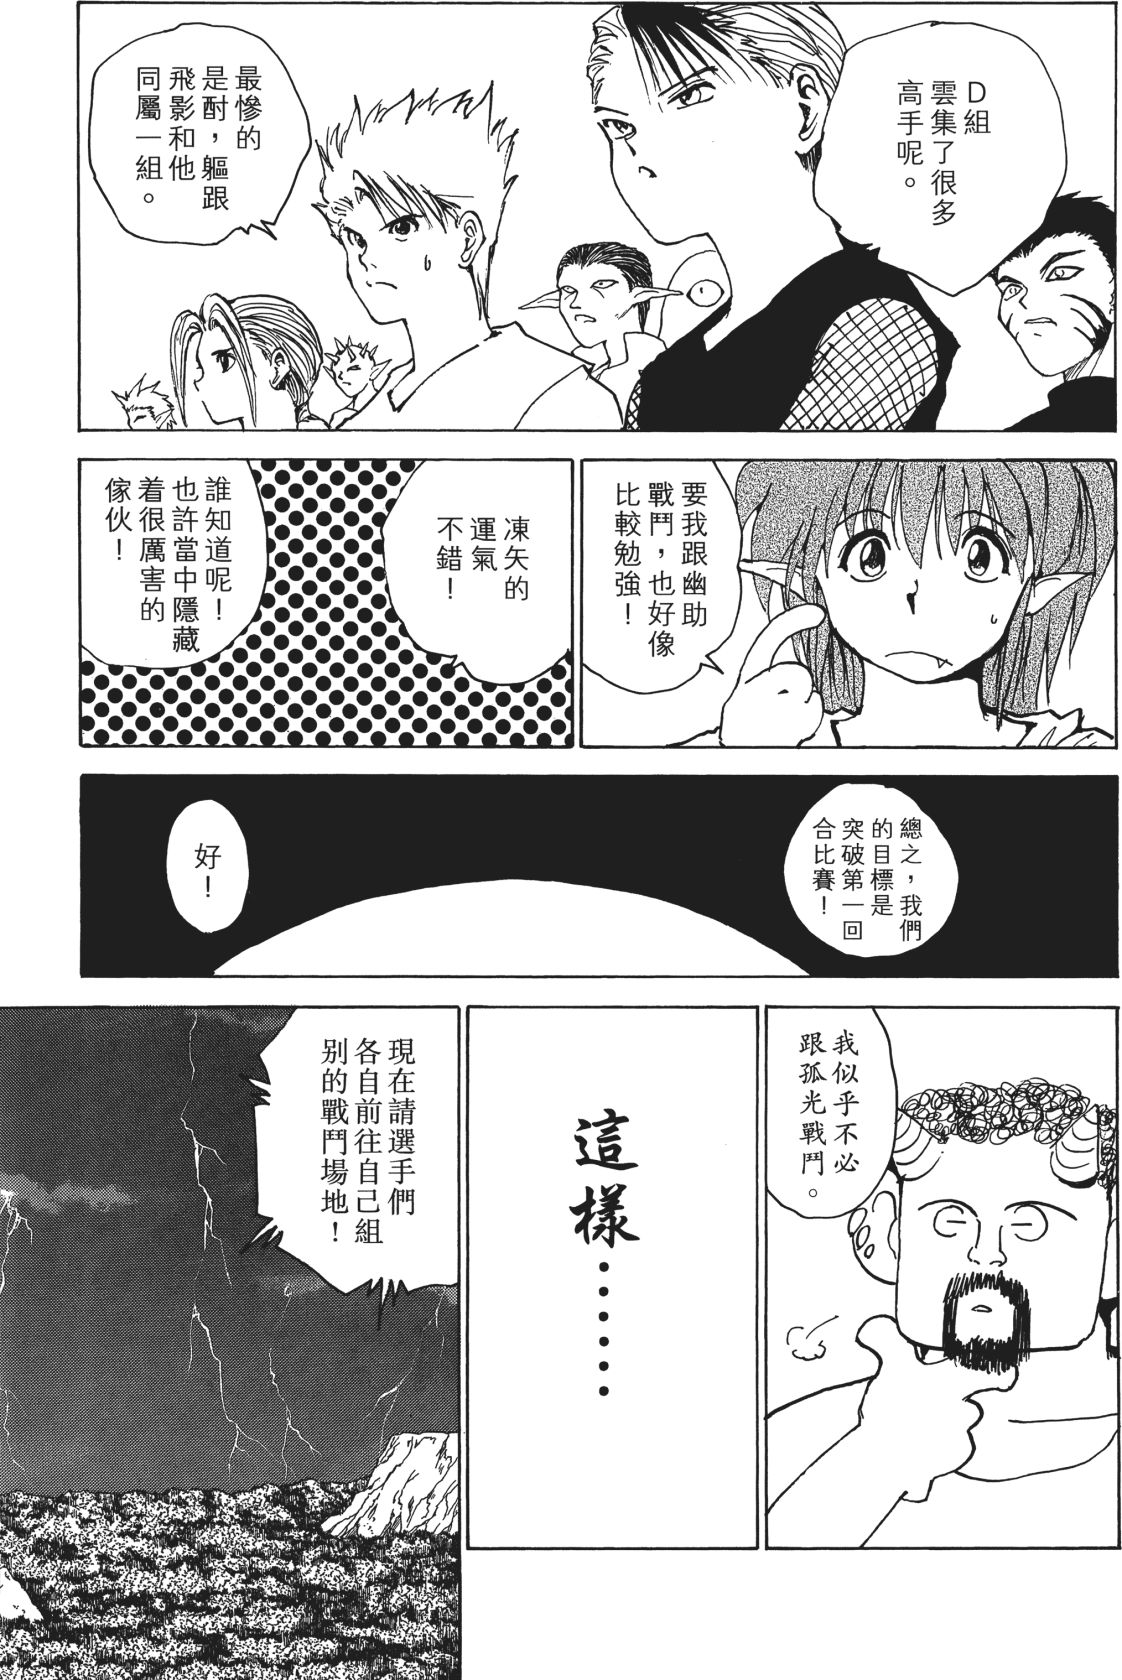 D組
雲集了很多
高手呢。
最慘的
是酎，軀跟
飛影和他
同屬一組。
要我跟幽助
戰鬥，也好像
比較勉強！
凍矢的
運氣
不錯！
誰知道呢！
也許當中隱藏
着很厲害的
傢伙！
總之，我們
的目標是
突破第一回
合比賽！
好！
我似乎不必
跟孤光戰鬥。
這樣……
現在請選手們
各自前往自己組
別的戰鬥場地！